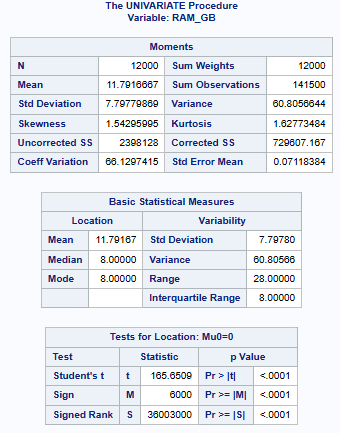 The UNIVARIATE Procedure
Variable: RAM_GB
Moments
N 12000 Sum Weights 12000
Mean 11.7916667 Sum Observations 141500
Std Deviation 7.79779869 Variance 60.8056644
Skewness 1.54295995 Kurtosis 1.62773484
Uncorrected SS 2398128 Corrected SS 729607.167
Coeff Variation 66.1297415 Std Error Mean 0.07118384
Basic Statistical Measures
Location Variability
Mean 11.79167 Std Deviation 7.79780
Median 8.00000 Variance 60.80566
Mode 8.00000 Range 28.00000
Interquartile Range 8.00000
Tests for Location: Mu0=0
Test Statistic p Value
Student's t t 165.6509 Pr > |t| <.0001
Sign M 6000 Pr >= |M| <.0001
Signed Rank S 36003000 Pr >= |S| <.0001